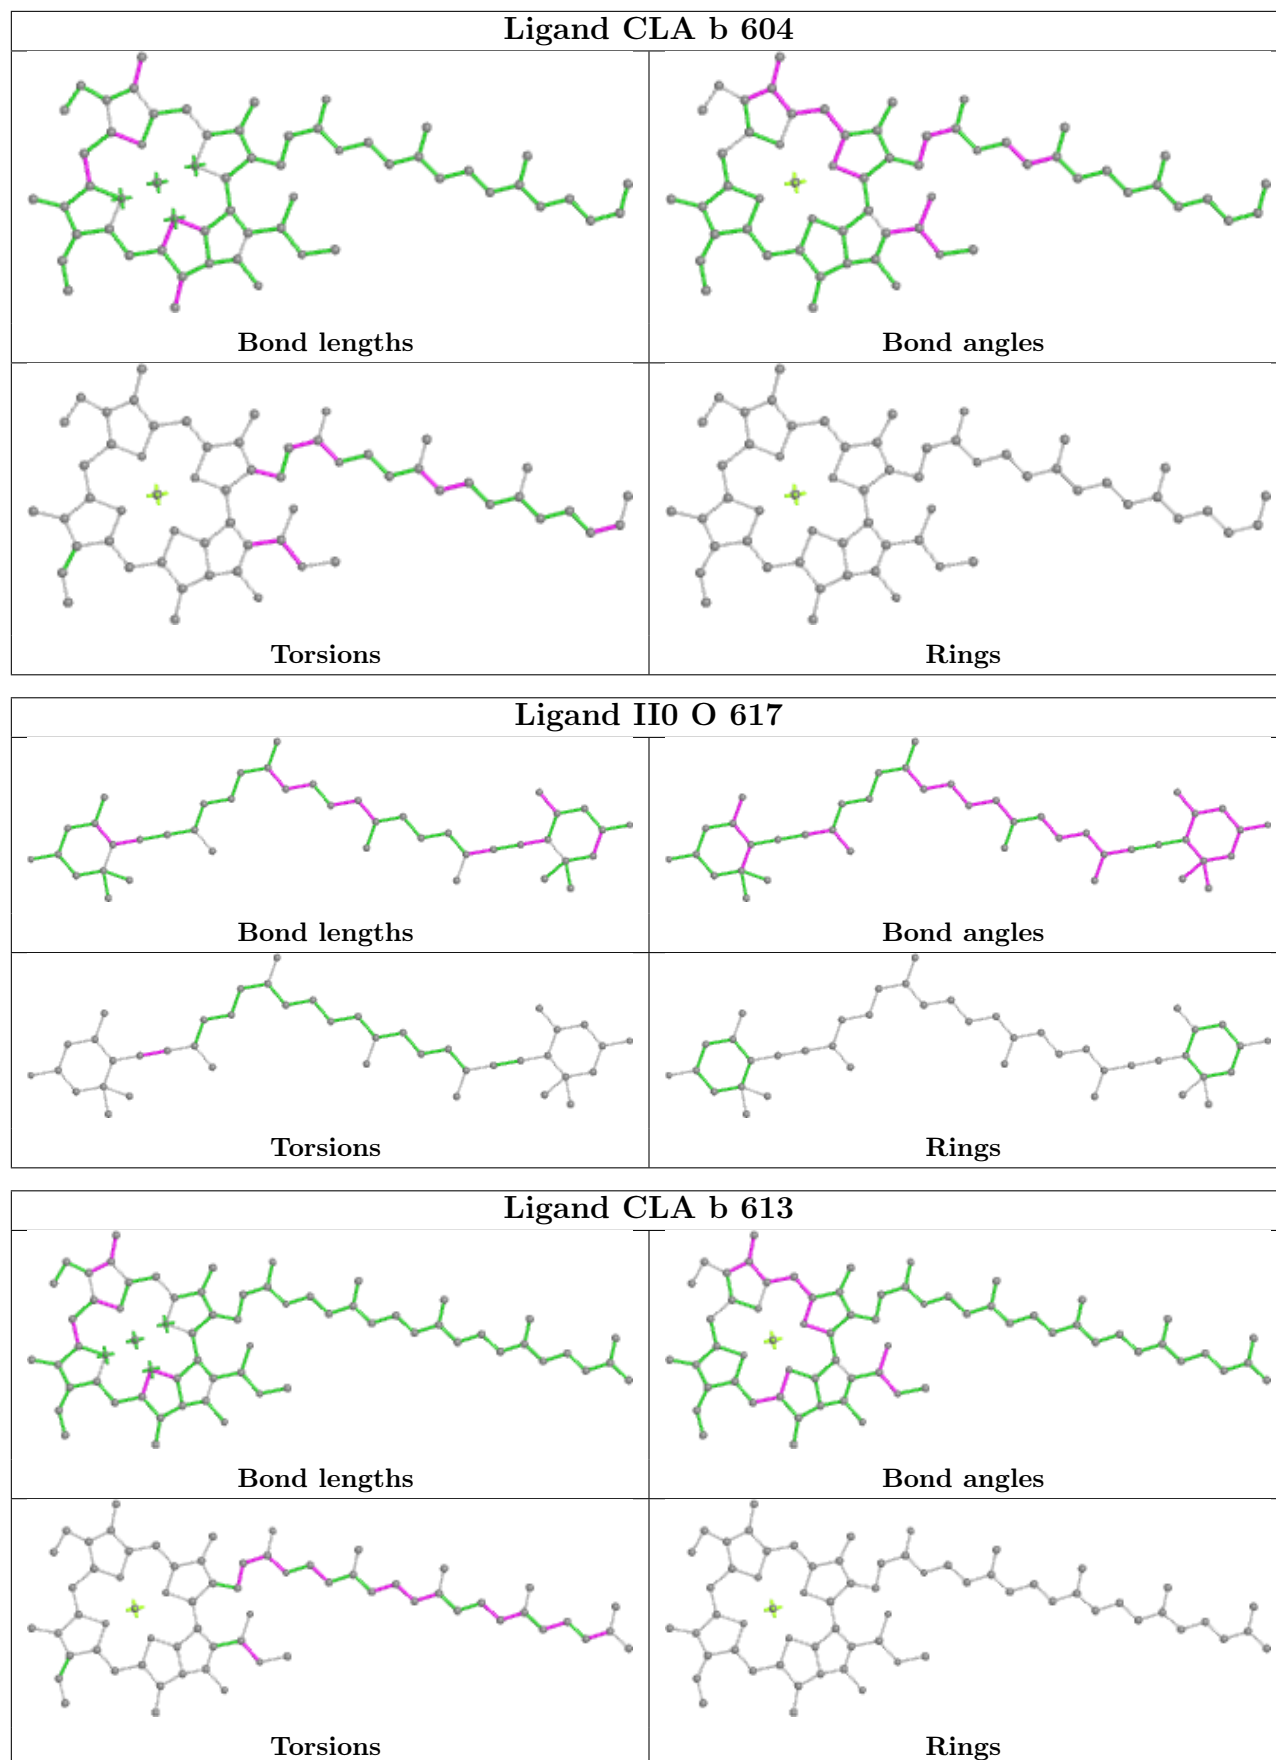 Ligand CLA b 604
Bond lengths
Bond angles
Torsions
Rings
Ligand II0 O 617
Bond lengths
Bond angles
Torsions
Rings
Ligand CLA b 613
Bond lengths
Bond angles
Torsions
Rings